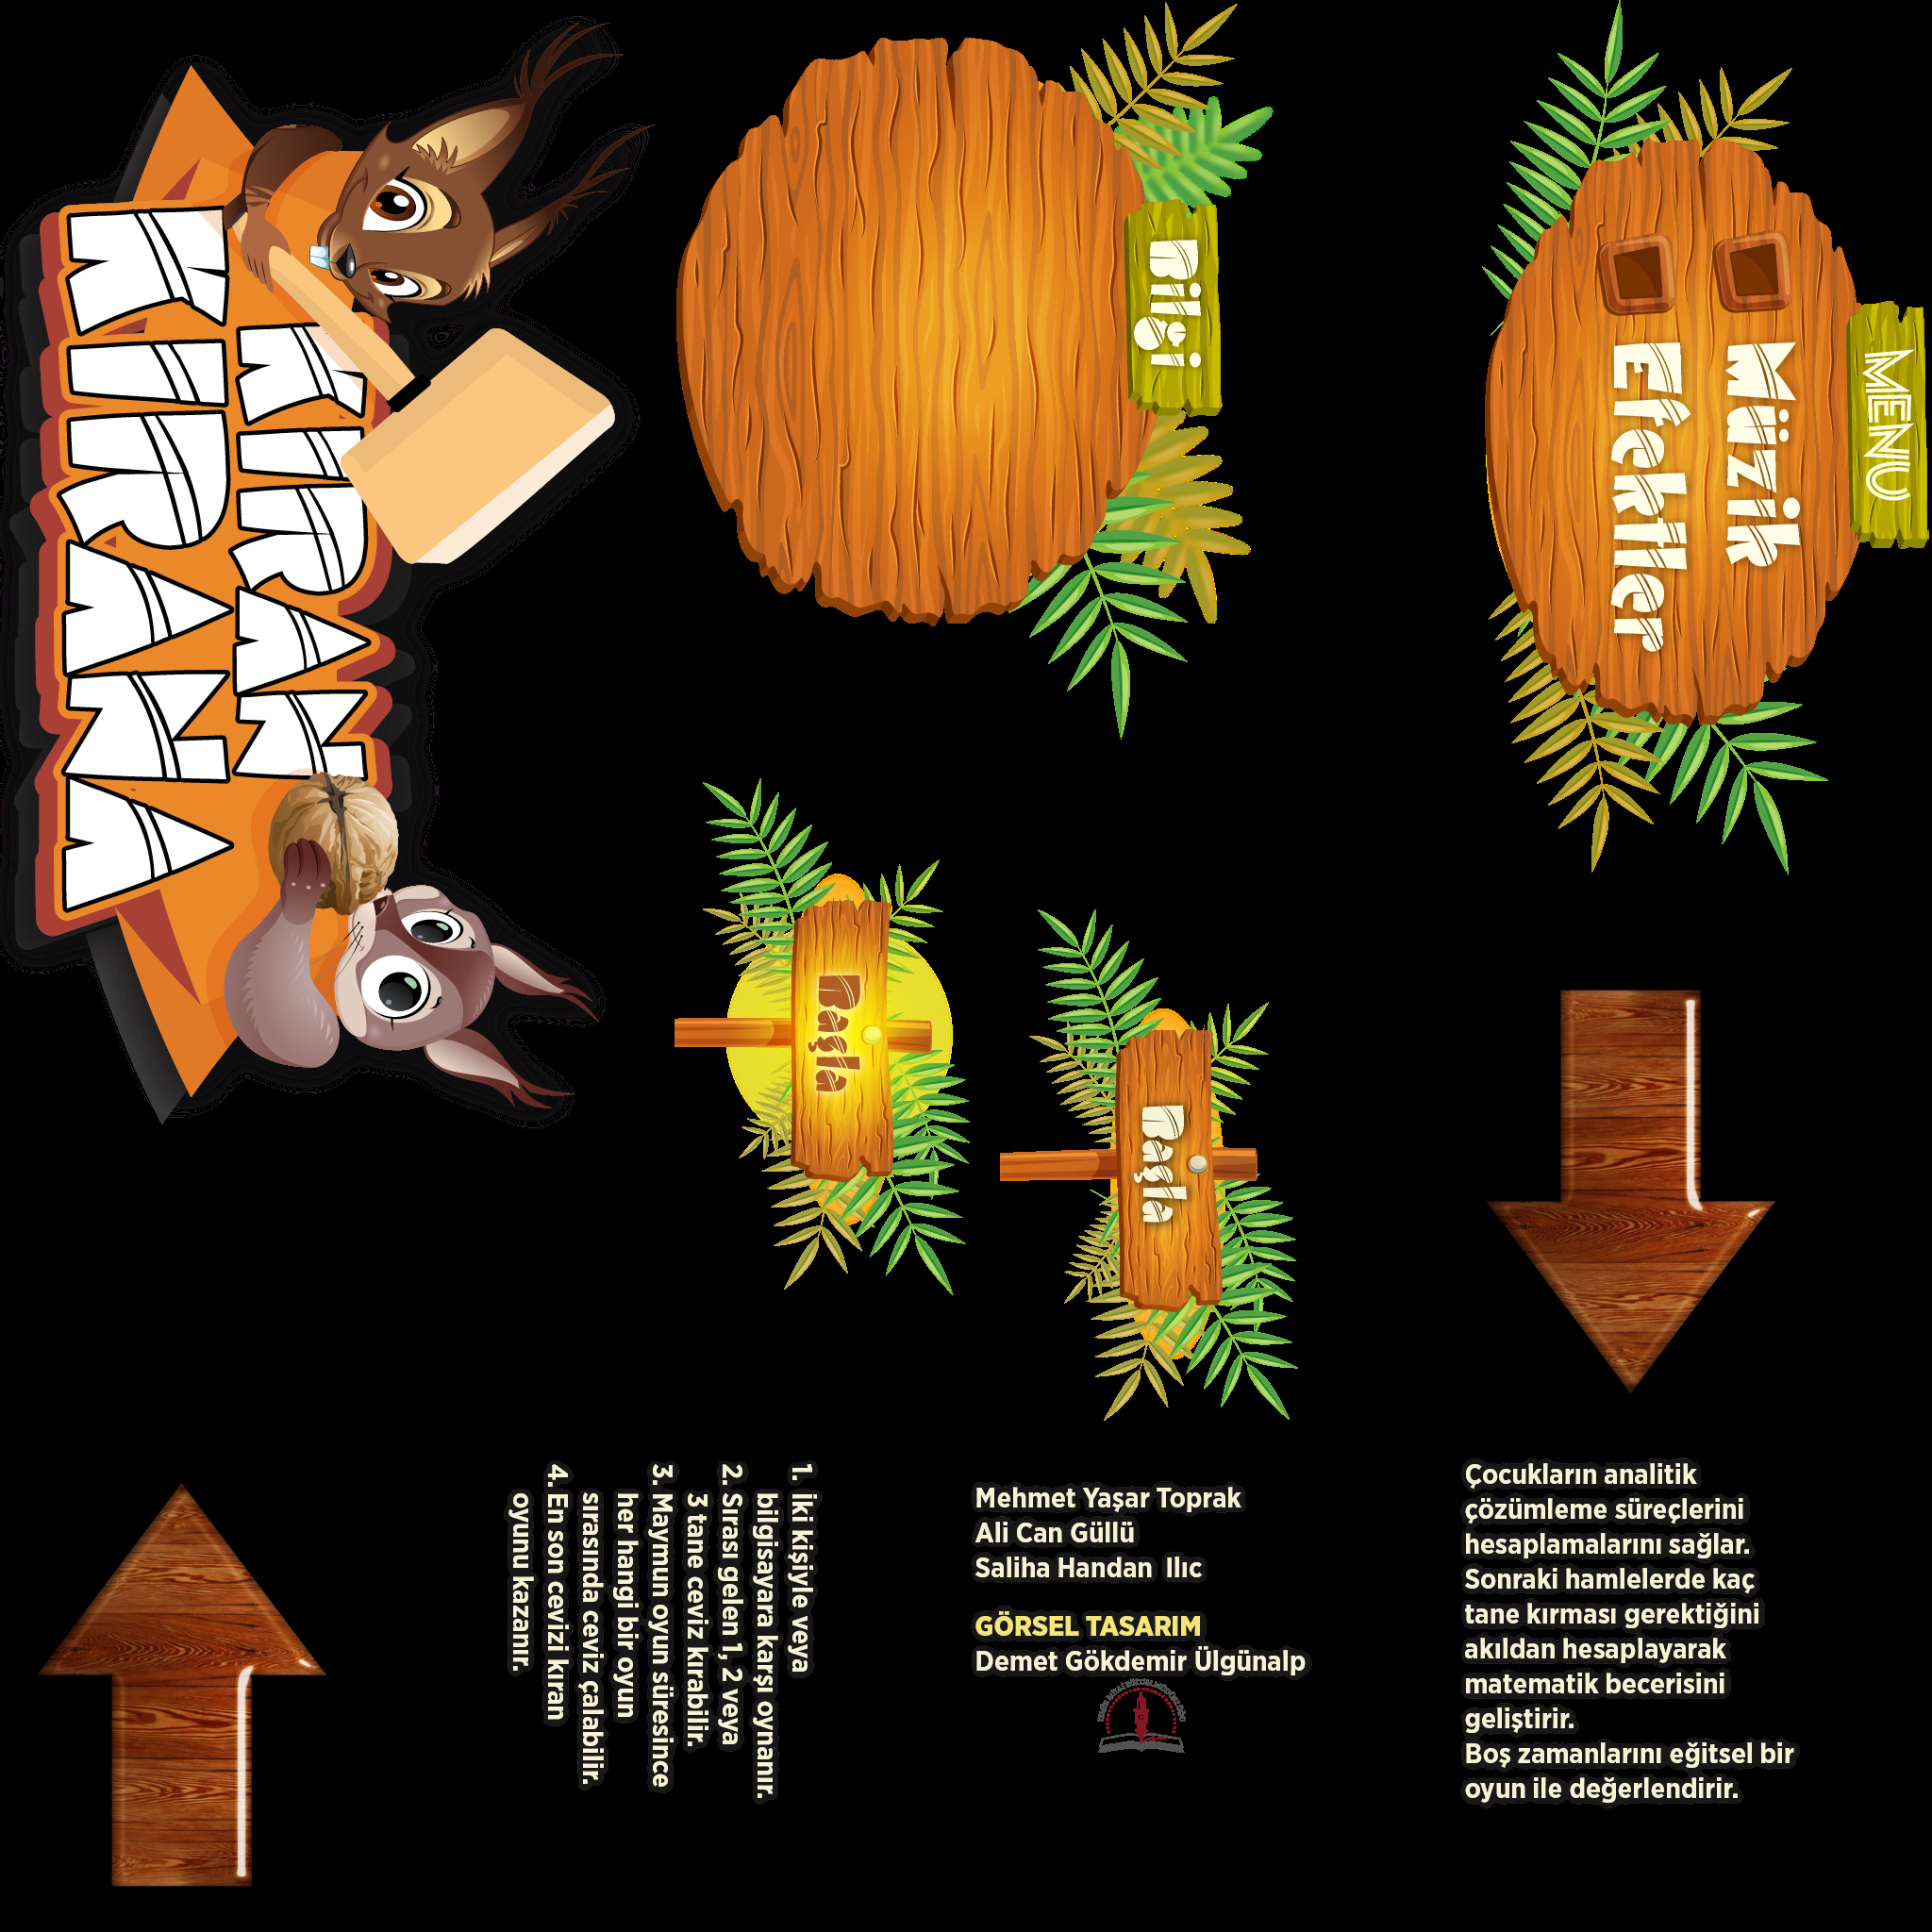 KIRAN
KIRANA
Bilgi
MENU
Müzik
Efektler
Başla
Başla
1. İki kişiyle veya
bilgisayara karşı oynanır.
2. Sırası gelen 1, 2 veya
3 tane ceviz kırabilir.
3. Maymun oyun süresince
her hangi bir oyun
sırasında ceviz çalabilir.
4. En son cevizi kıran
oyunu kazanır.
Mehmet Yaşar Toprak
Ali Can Güllü
Saliha Handan Ilıc
GÖRSEL TASARIM
Demet Gökdemir Ülgünalp
Çocukların analitik
çözümleme süreçlerini
hesaplamalarını sağlar.
Sonraki hamlelerde kaç
tane kırması gerektiğini
akıldan hesaplayarak
matematik becerisini
geliştirir.
Boş zamanlarını eğitsel bir
oyun ile değerlendirir.